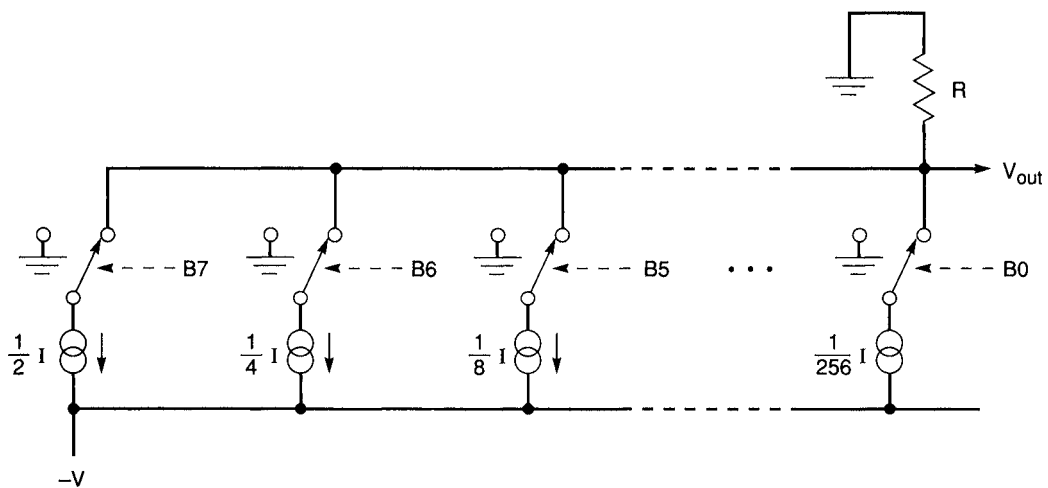 R
V_out
B7
B6
B5
• • •
B0
1/2 I
1/4 I
1/8 I
1/256 I
–V